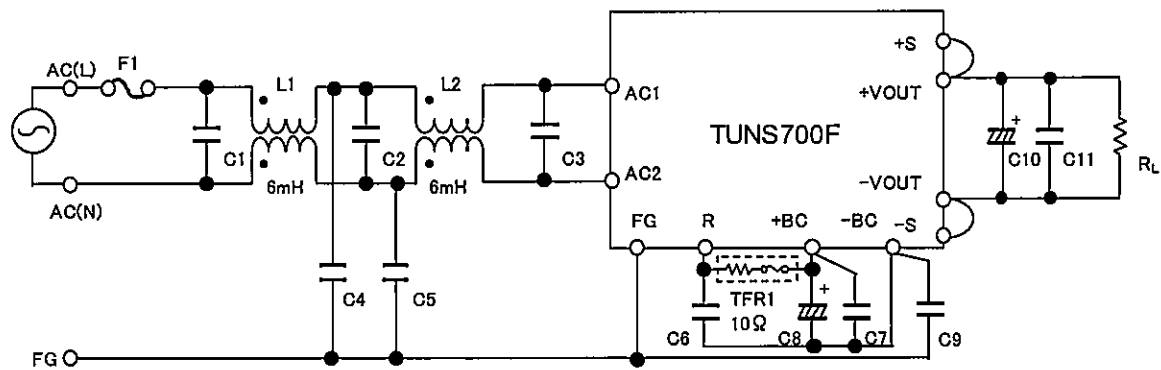 +S
AC(L)
F1
L1
L2
AC1
+VOUT
TUNS700F
+
C1
C2
C3
C10
C11
RL
6mH
6mH
AC2
-VOUT
AC(N)
FG
R
+BC
-BC
-S
C4
C5
TFR1
+
10Ω
C6
C8
C7
C9
FG